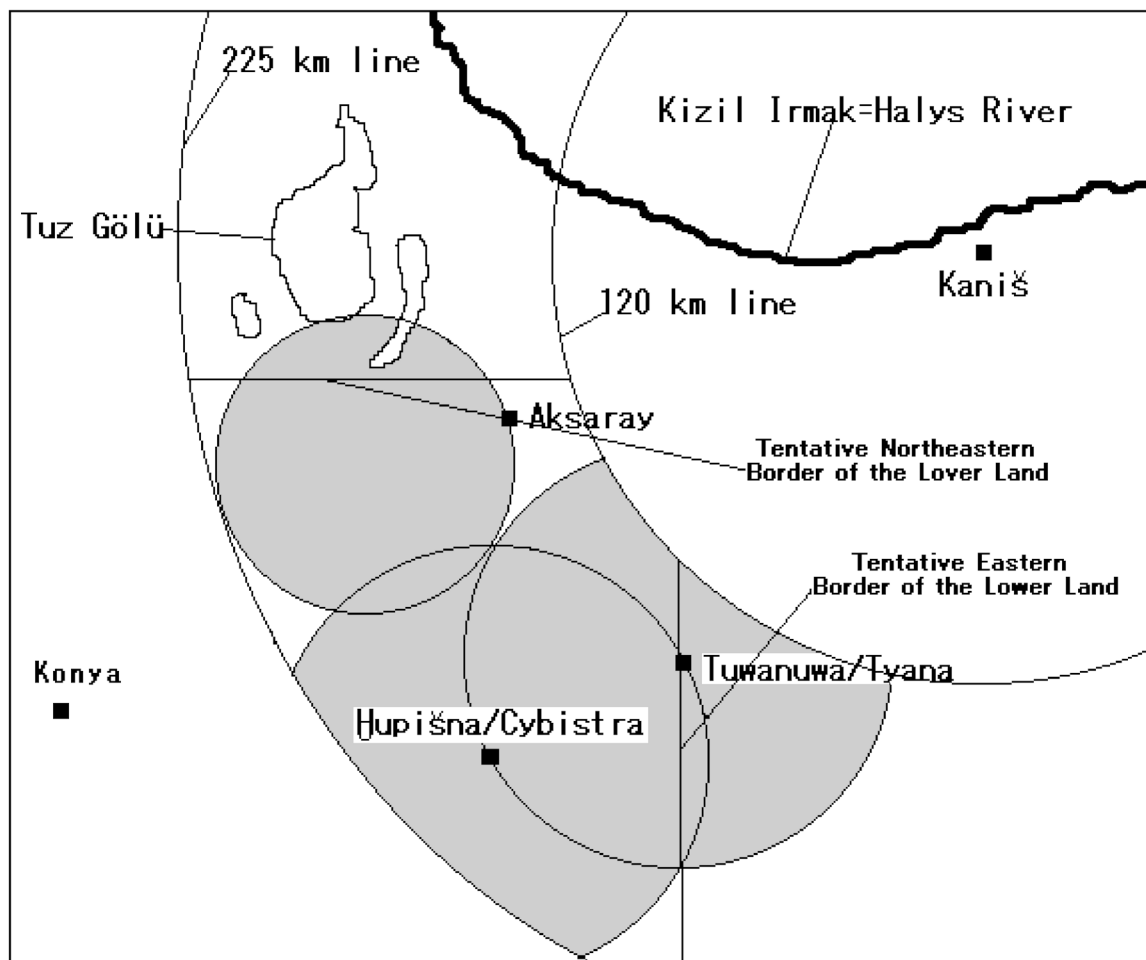 225 km line
Kizil Irmak=Halys River
Tuz Gölü
Kaniš
120 km line
Aksaray
Tentative Northeastern
Border of the Lover Land
Tentative Eastern
Border of the Lower Land
Konya
Tuwanuwa/Tyana
Ḫupišna/Cybistra